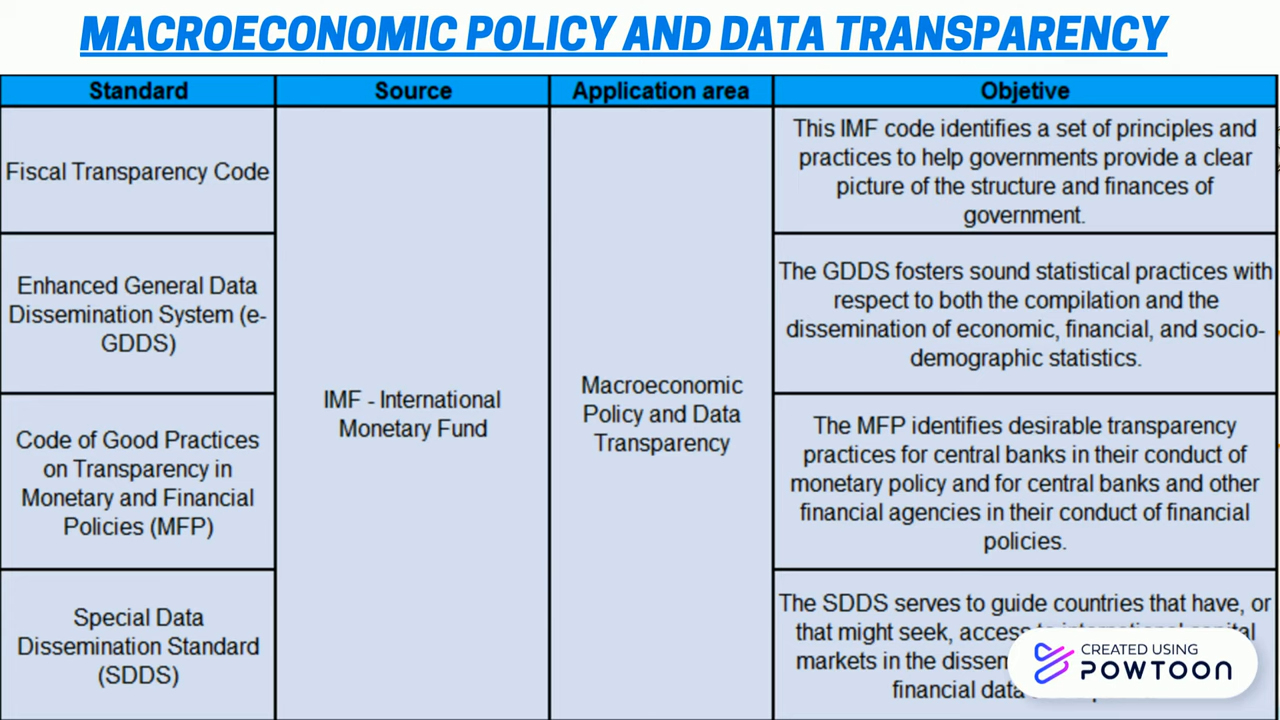 MACROECONOMIC POLICY AND DATA TRANSPARENCY
Standard
Source
Application area
Objetive
Fiscal Transparency Code
This IMF code identifies a set of principles and
practices to help governments provide a clear
picture of the structure and finances of
government.
Enhanced General Data
Dissemination System (e-
GDDS)
The GDDS fosters sound statistical practices with
respect to both the compilation and the
dissemination of economic, financial, and socio-
demographic statistics.
IMF - International
Monetary Fund
Macroeconomic
Policy and Data
Transparency
Code of Good Practices
on Transparency in
Monetary and Financial
Policies (MFP)
The MFP identifies desirable transparency
practices for central banks in their conduct of
monetary policy and for central banks and other
financial agencies in their conduct of financial
policies.
Special Data
Dissemination Standard
(SDDS)
The SDDS serves to guide countries that have, or
that might seek, access to international capital
markets in the
financial data
CREATED USING
POWTOON